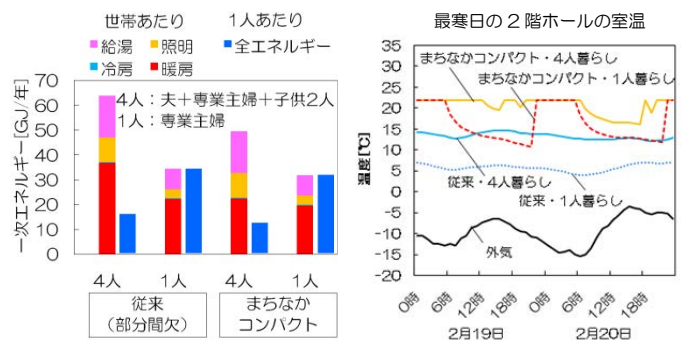 世帯あたり 1人あたり
給湯 照明 全エネルギー
冷房 暖房
一次エネルギー[GJ/年]
70
60
50
40
30
20
10
0
4人：夫＋専業主婦＋子供2人
1人：専業主婦
4人 1人 4人 1人
従来
（部分間欠）
まちなか
コンパクト
最寒日の2階ホールの室温
温度[℃]
35
30
25
20
15
10
5
0
-5
-10
-15
-20
まちなかコンパクト・4人暮らし
まちなかコンパクト・1人暮らし
従来・4人暮らし
従来・1人暮らし
外気
0時 6時 12時 18時 0時 6時 12時 18時
2月19日 2月20日